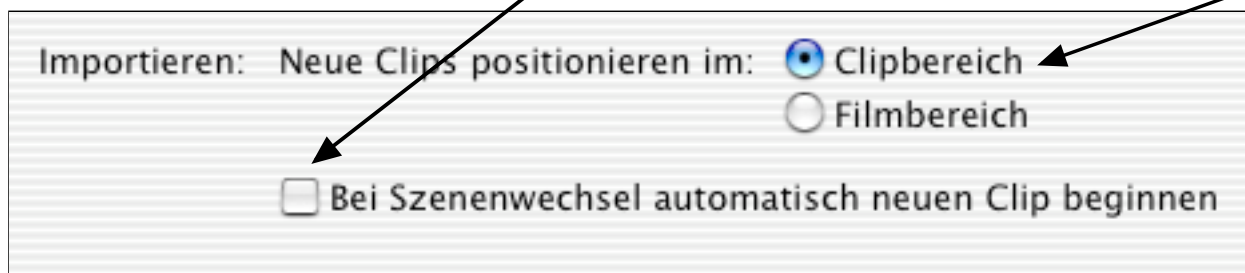 Importieren: Neue Clips positionieren im: Clipbereich
Filmbereich
Bei Szenenwechsel automatisch neuen Clip beginnen